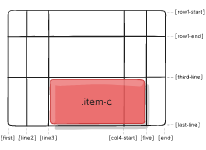 [row1-start]
[row1-end]
[third-line]
.item-c
[last-line]
[first] [line2] [line3] [col4-start] [five] [end]